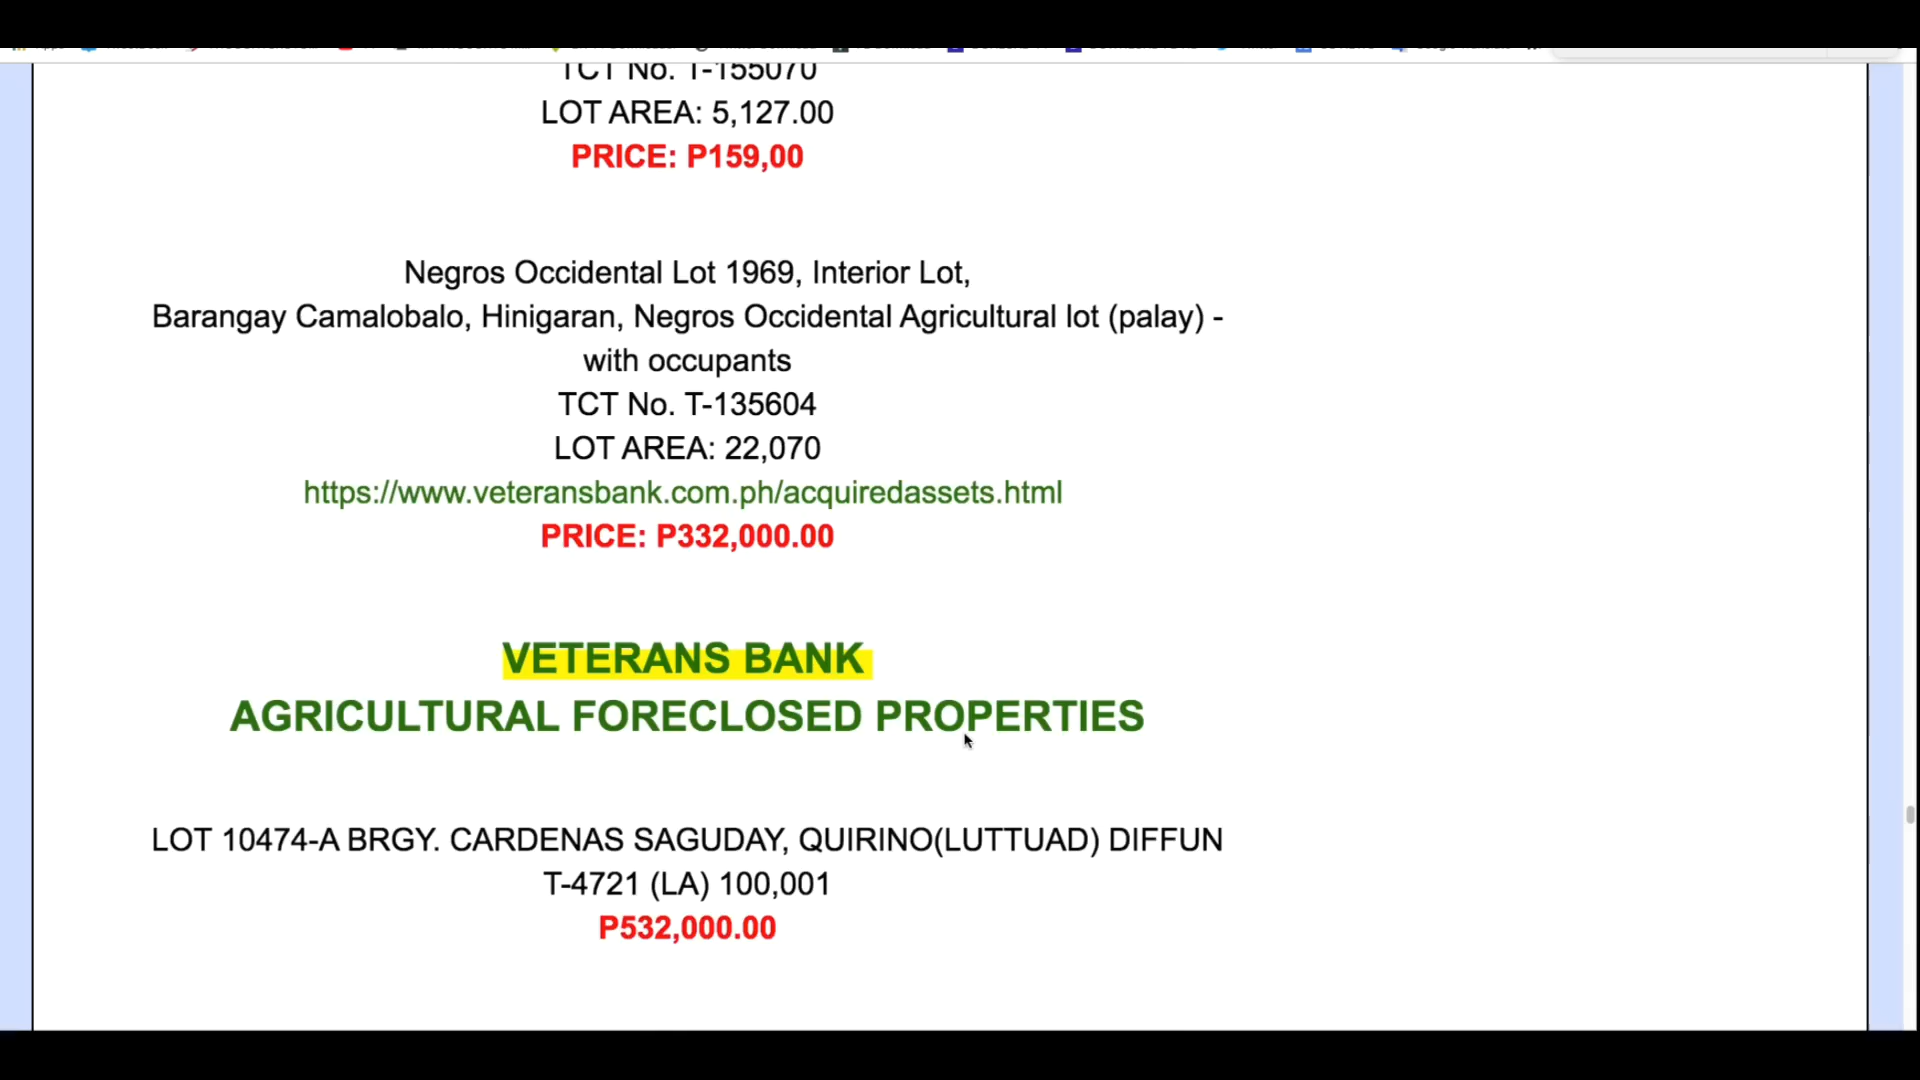 TCT No. T-155070
LOT AREA: 5,127.00
PRICE: P159,00
Negros Occidental Lot 1969, Interior Lot,
Barangay Camalobalo, Hinigaran, Negros Occidental Agricultural lot (palay) -
with occupants
TCT No. T-135604
LOT AREA: 22,070
https://www.veteransbank.com.ph/acquiredassets.html
PRICE: P332,000.00
VETERANS BANK
AGRICULTURAL FORECLOSED PROPERTIES
LOT 10474-A BRGY. CARDENAS SAGUDAY, QUIRINO(LUTTUAD) DIFFUN
T-4721 (LA) 100,001
P532,000.00